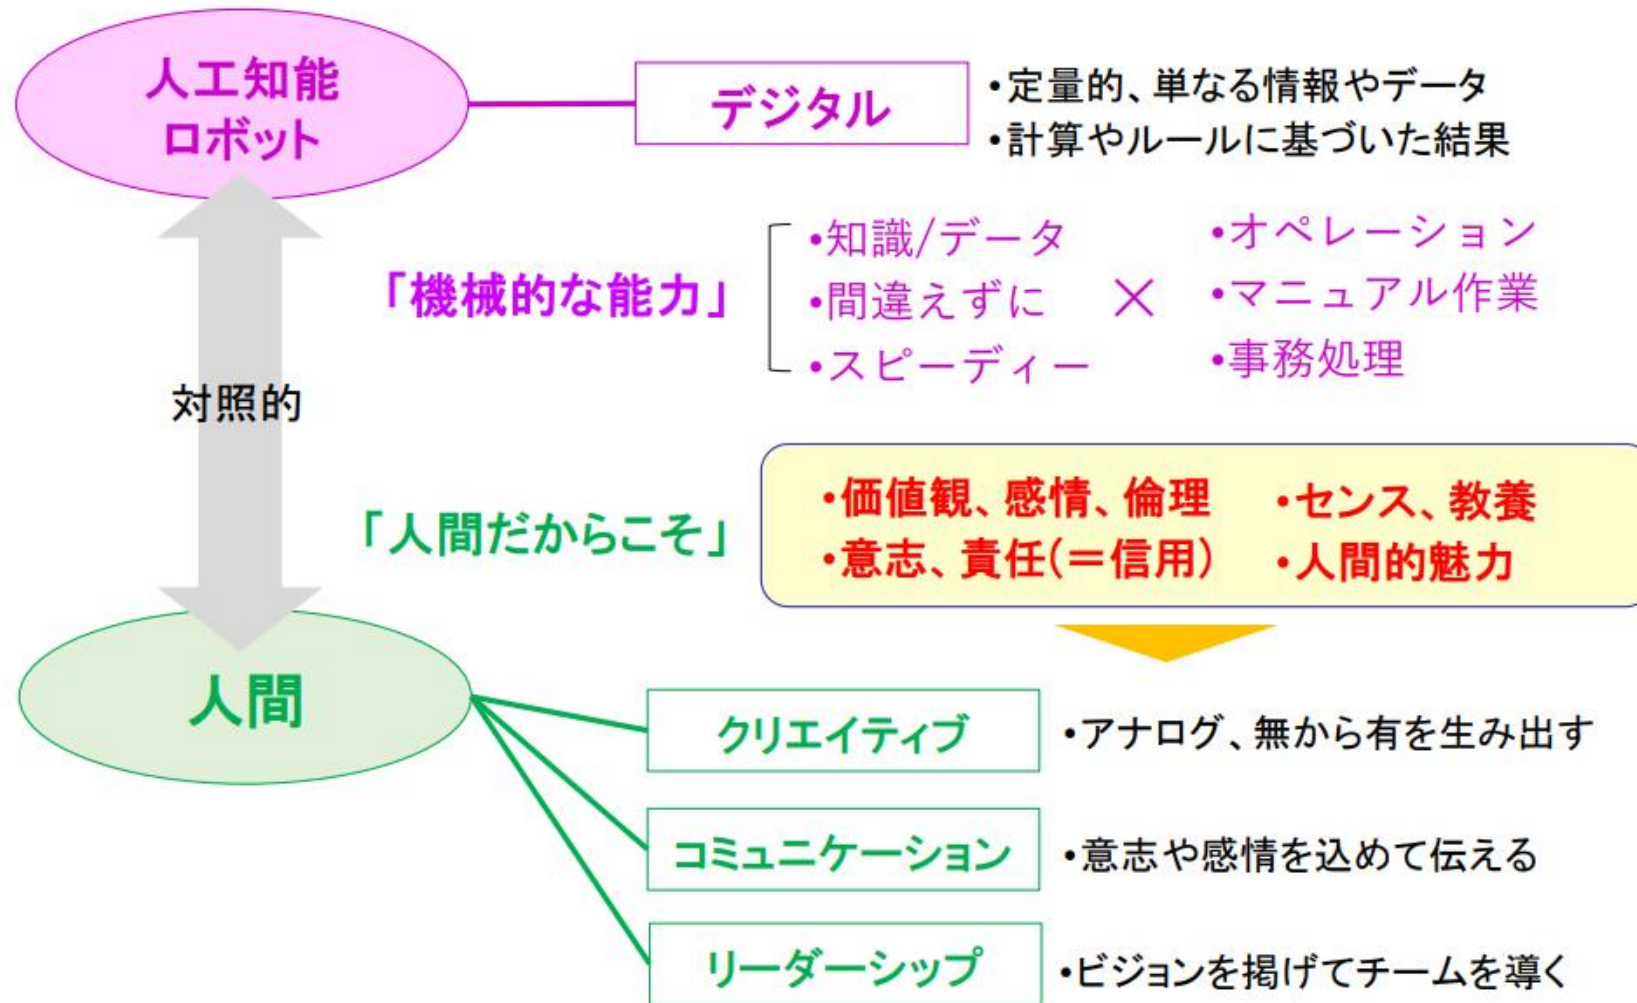 人工知能
ロボット
デジタル
•定量的、単なる情報やデータ
•計算やルールに基づいた結果
「機械的な能力」
•知識/データ
•間違えずに
•スピーディー
×
•オペレーション
•マニュアル作業
•事務処理
対照的
「人間だからこそ」
•価値観、感情、倫理
•意志、責任(=信用)
•センス、教養
•人間的魅力
人間
クリエイティブ
•アナログ、無から有を生み出す
コミュニケーション
•意志や感情を込めて伝える
リーダーシップ
•ビジョンを掲げてチームを導く